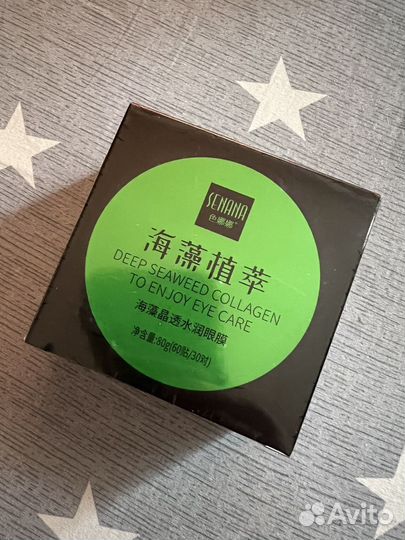 SENANA
色娜娜®
海藻植萃
DEEP SEAWEED COLLAGEN
TO ENJOY EYE CARE
海藻晶透水润眼膜
净含量:80g(60贴/30对)
Avito